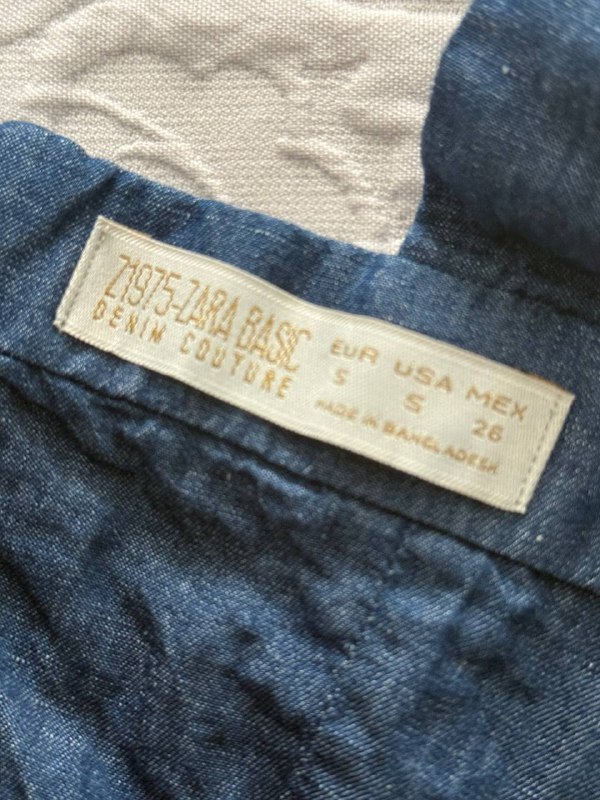 Z1975-ZARA BASIC
DENIM COUTURE
EUR USA MEX
S S 26
MADE IN BANGLADESH